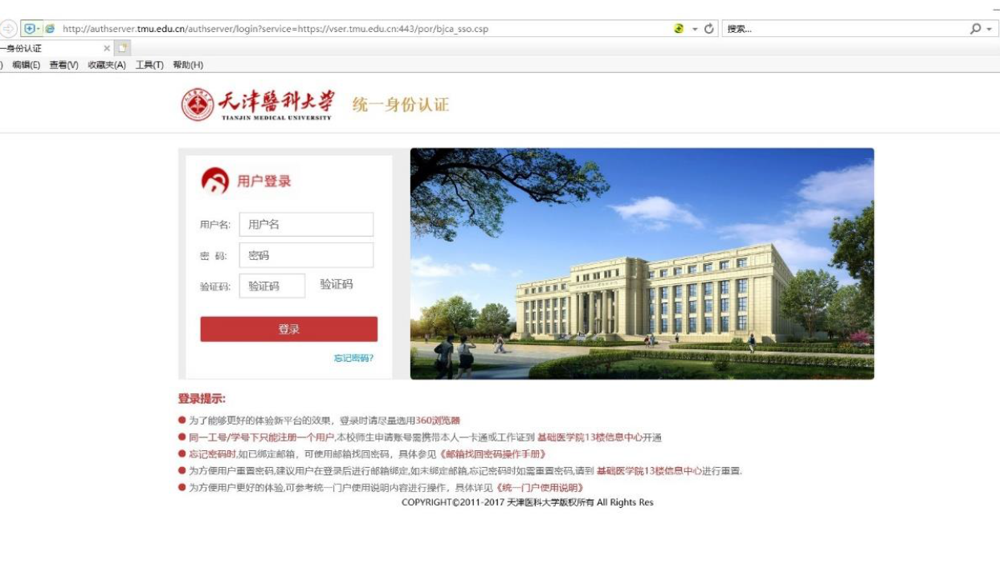 http://authserver.tmu.edu.cn/authserver/login?service=https://vser.tmu.edu.cn:443/por/bjca_sso.csp
搜索...
一身份认证
) 编辑(E) 查看(V) 收藏夹(A) 工具(T) 帮助(H)
天津醫科大学 统一身份认证
TIANJIN MEDICAL UNIVERSITY
用户登录
用户名: 用户名
密 码: 密码
验证码: 验证码 验证码
登录
忘记密码?
登录提示:
为了能够更好的体验新平台的效果，登录时请尽量选用360浏览器
同一工号/学号下只能注册一个用户,本校师生申请账号需携带本人一卡通或工作证到 基础医学院13楼信息中心开通
忘记密码时,如已绑定邮箱，可使用邮箱找回密码，具体参见《邮箱找回密码操作手册》
为方便用户重置密码,建议用户在登录后进行邮箱绑定,如未绑定邮箱,忘记密码时如需重置密码,请到 基础医学院13楼信息中心进行重置.
为方便用户更好的体验,可参考统一门户使用说明内容进行操作，具体详见《统一门户使用说明》
COPYRIGHT©2011-2017 天津医科大学版权所有 All Rights Res